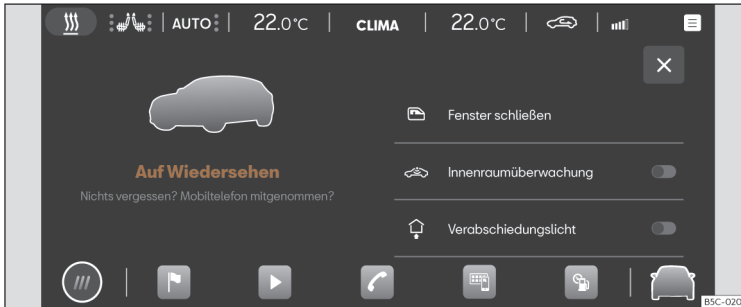 AUTO 22.0°C CLIMA 22.0°C
Fenster schließen
Auf Wiedersehen
Nichts vergessen? Mobiltelefon mitgenommen?
Innenraumüberwachung
Verabschiedungslicht
B5C-020